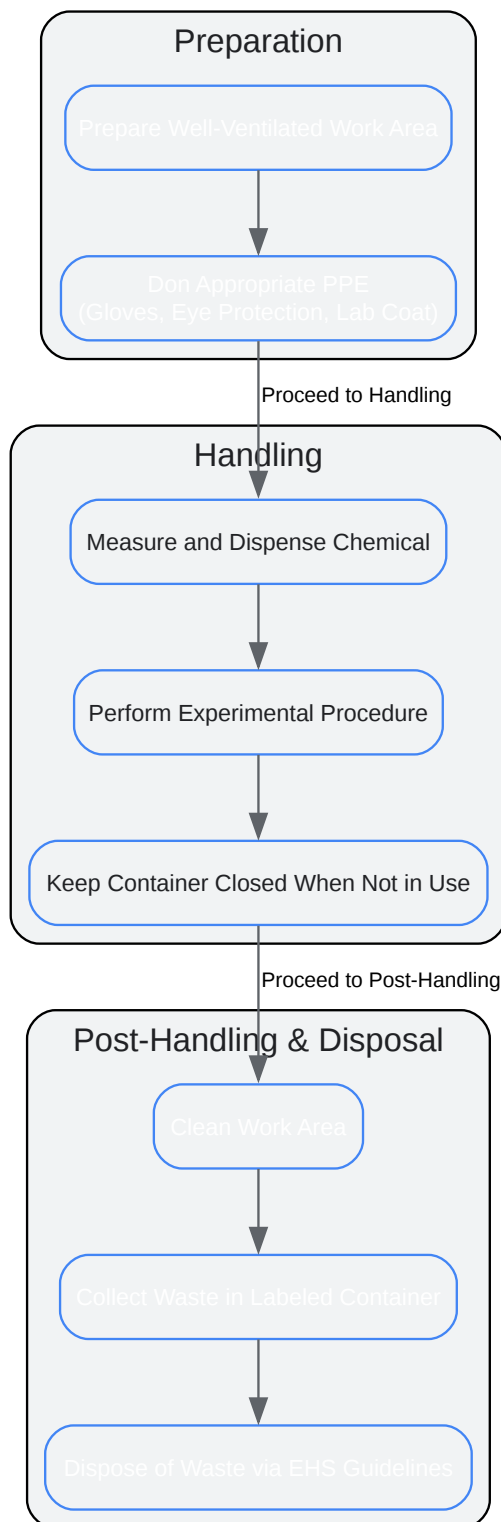 Preparation
Prepare Well-Ventilated Work Area
Don Appropriate PPE
(Gloves, Eye Protection, Lab Coat)
Proceed to Handling
Handling
Measure and Dispense Chemical
Perform Experimental Procedure
Keep Container Closed When Not in Use
Proceed to Post-Handling
Post-Handling & Disposal
Clean Work Area
Collect Waste in Labeled Container
Dispose of Waste via EHS Guidelines